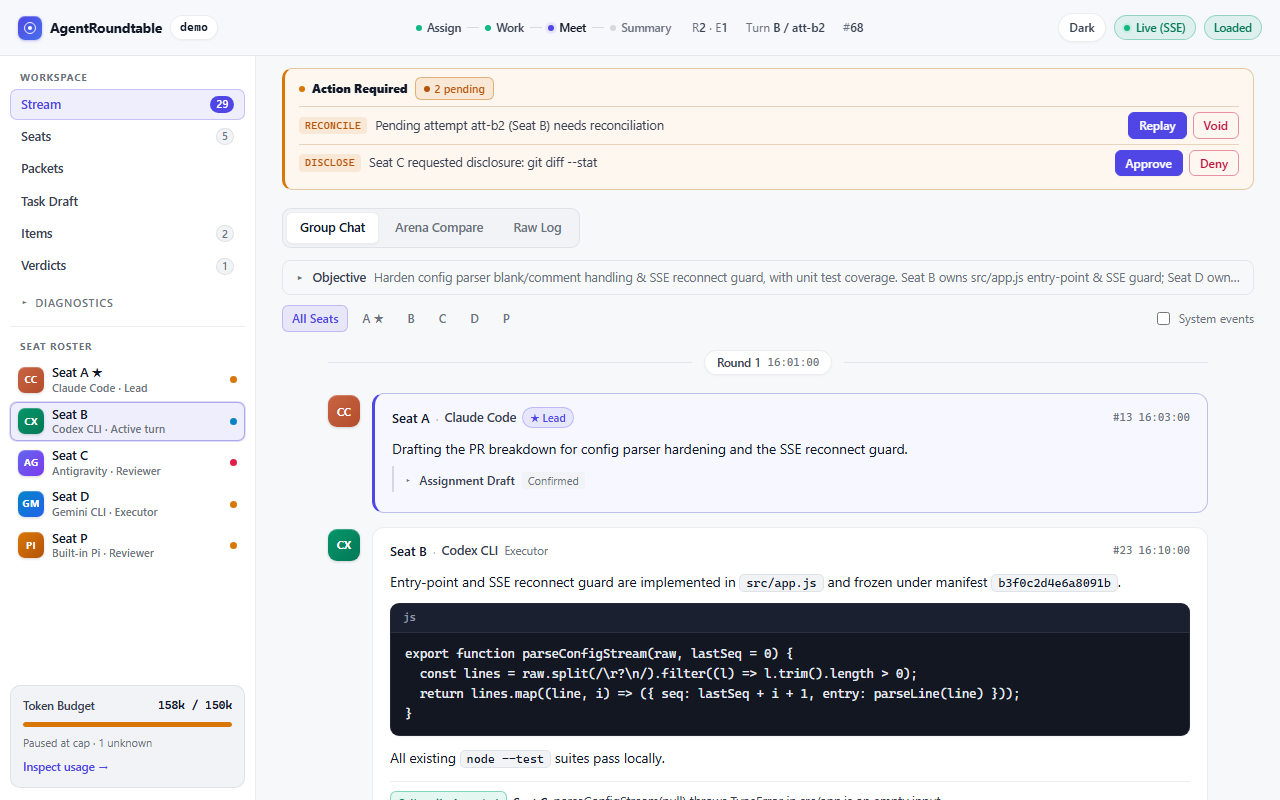 AgentRoundtable demo
Assign Work Meet Summary R2 · E1 Turn B / att-b2 #68
Dark Live (SSE) Loaded
WORKSPACE
Stream 29
Seats 5
Packets
Task Draft
Items 2
Verdicts 1
DIAGNOSTICS
SEAT ROSTER
CC Seat A ★
Claude Code · Lead
CX Seat B
Codex CLI · Active turn
AG Seat C
Antigravity · Reviewer
GM Seat D
Gemini CLI · Executor
PI Seat P
Built-in Pi · Reviewer
Token Budget 158k / 150k
Paused at cap · 1 unknown
Inspect usage →
Action Required 2 pending
RECONCILE Pending attempt att-b2 (Seat B) needs reconciliation Replay Void
DISCLOSE Seat C requested disclosure: git diff --stat Approve Deny
Group Chat Arena Compare Raw Log
Objective Harden config parser blank/comment handling & SSE reconnect guard, with unit test coverage. Seat B owns src/app.js entry-point & SSE guard; Seat D own...
All Seats A ★ B C D P System events
Round 1 16:01:00
CC Seat A · Claude Code ★ Lead #13 16:03:00
Drafting the PR breakdown for config parser hardening and the SSE reconnect guard.
Assignment Draft Confirmed
CX Seat B · Codex CLI Executor #23 16:10:00
Entry-point and SSE reconnect guard are implemented in src/app.js and frozen under manifest b3f0c2d4e6a8091b.
js
export function parseConfigStream(raw, lastSeq = 0) {
  const lines = raw.split(/\r?\n/).filter((l) => l.trim().length > 0);
  return lines.map((line, i) => ({ seq: lastSeq + i + 1, entry: parseLine(line) }));
}
All existing node --test suites pass locally.